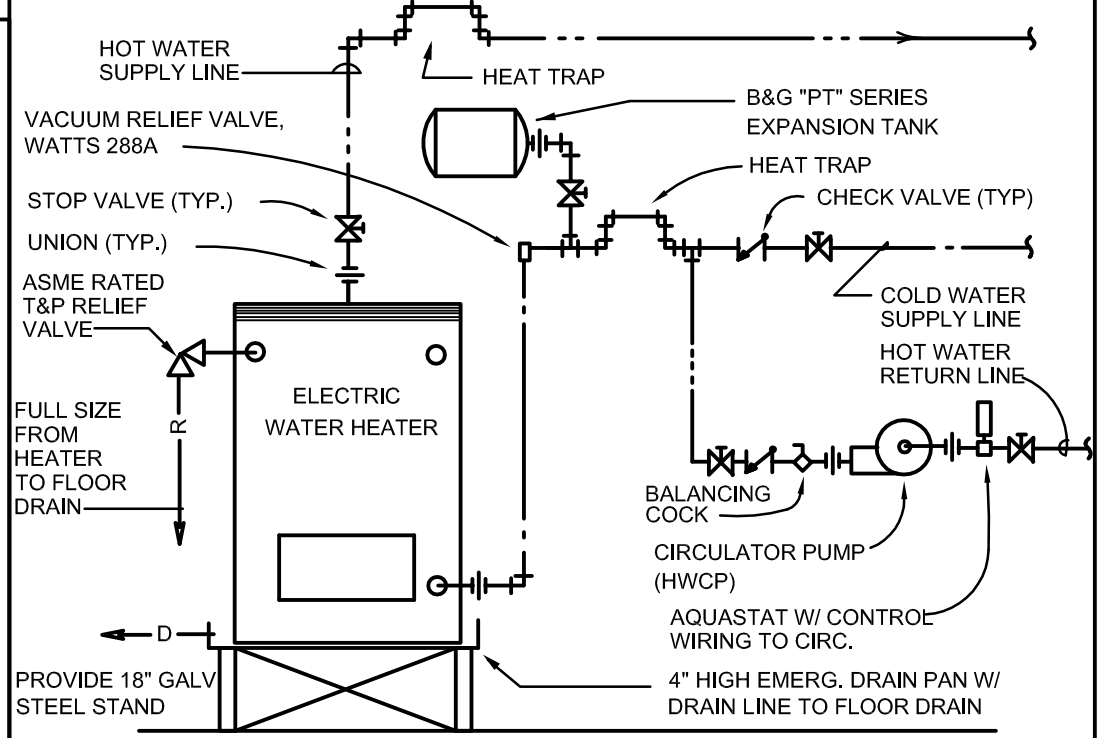 HOT WATER
SUPPLY LINE
HEAT TRAP
B&G "PT" SERIES
EXPANSION TANK
VACUUM RELIEF VALVE,
WATTS 288A
HEAT TRAP
STOP VALVE (TYP.)
CHECK VALVE (TYP)
UNION (TYP.)
ASME RATED
T&P RELIEF
VALVE
COLD WATER
SUPPLY LINE
HOT WATER
RETURN LINE
ELECTRIC
WATER HEATER
FULL SIZE
FROM
HEATER
TO FLOOR
DRAIN
R
BALANCING
COCK
CIRCULATOR PUMP
(HWCP)
AQUASTAT W/ CONTROL
WIRING TO CIRC.
D
PROVIDE 18" GALV
STEEL STAND
4" HIGH EMERG. DRAIN PAN W/
DRAIN LINE TO FLOOR DRAIN